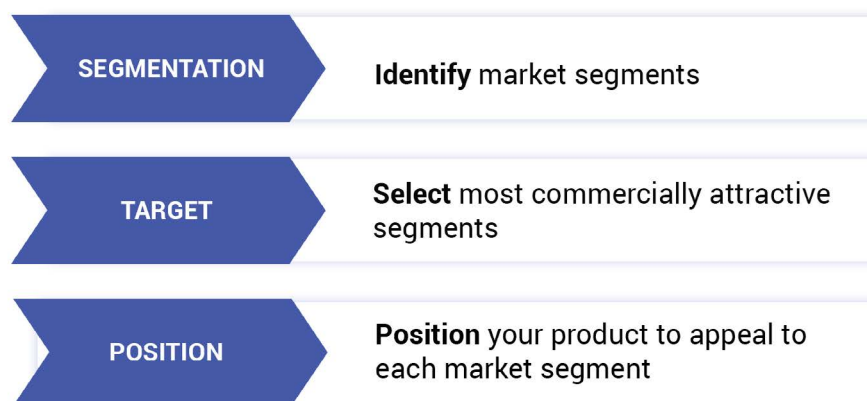 SEGMENTATION
Identify market segments
TARGET
Select most commercially attractive
segments
POSITION
Position your product to appeal to
each market segment